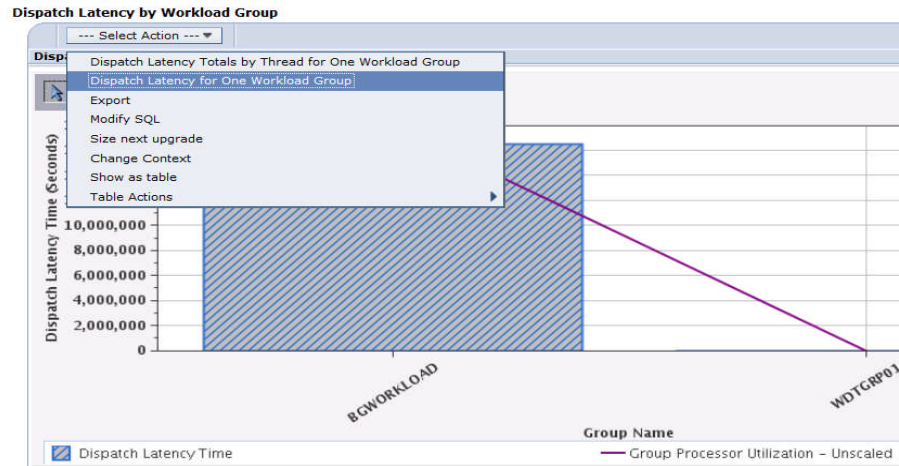 Dispatch Latency by Workload Group
--- Select Action ---
Disp
Dispatch Latency Totals by Thread for One Workload Group
Dispatch Latency for One Workload Group
Export
Modify SQL
Size next upgrade
Change Context
Show as table
Table Actions
Dispatch Latency Time (Seconds)
10,000,000
8,000,000
6,000,000
4,000,000
2,000,000
0
BGWORKLOAD
WDTGRP01
Group Name
Dispatch Latency Time
Group Processor Utilization - Unscaled